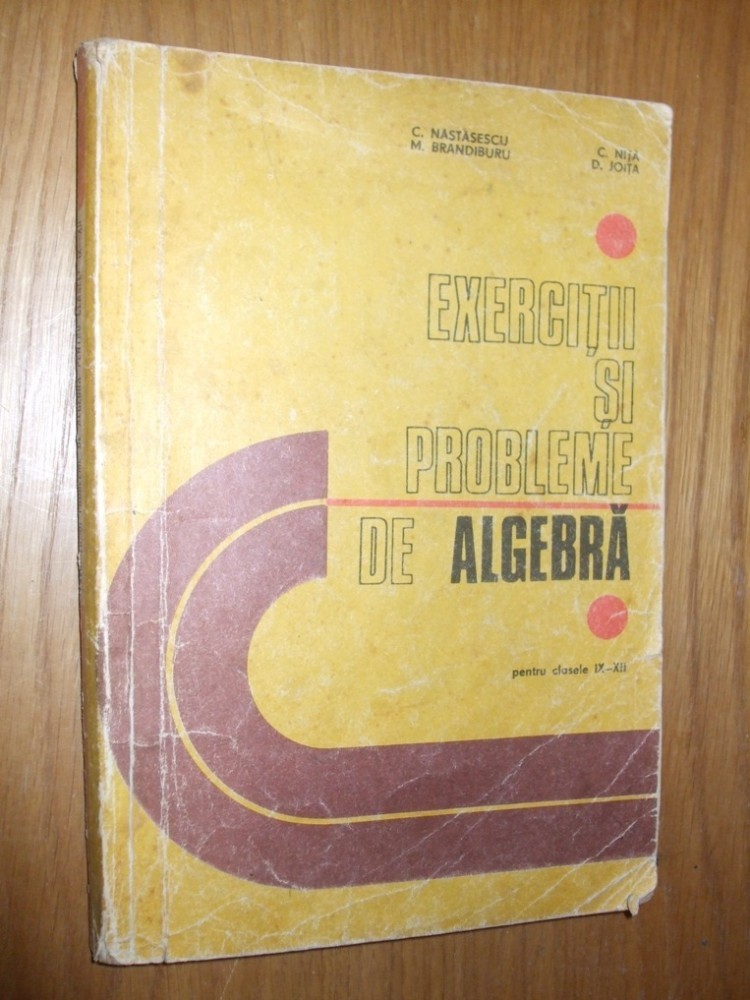 C. NĂSTĂSESCU
M. BRANDIBURU
C. NIȚĂ
D. JOIȚA
EXERCIȚII
ȘI
PROBLEME
DE ALGEBRĂ
pentru clasele IX-XII